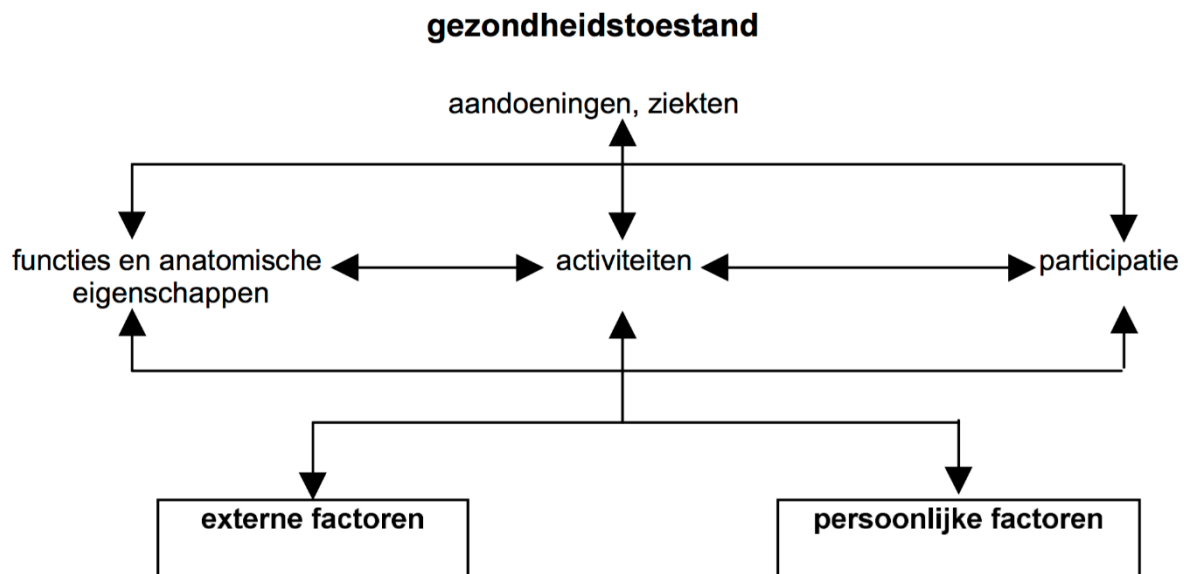 gezondheidstoestand
aandoeningen, ziekten
functies en anatomische
eigenschappen
activiteiten
participatie
externe factoren
persoonlijke factoren